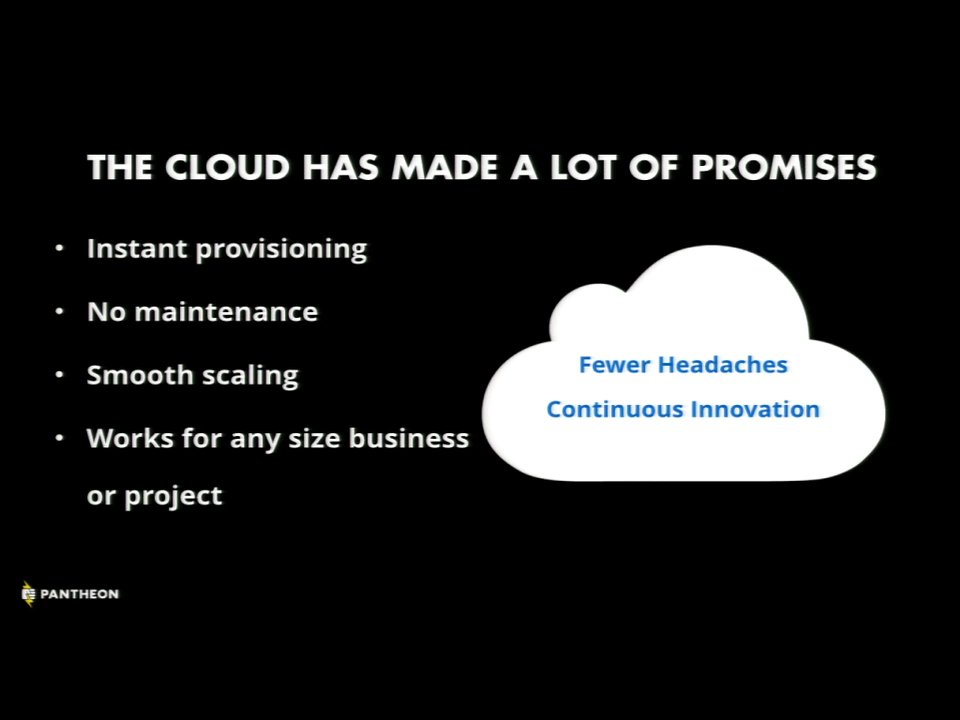 THE CLOUD HAS MADE A LOT OF PROMISES
• Instant provisioning
• No maintenance
• Smooth scaling
• Works for any size business
or project
Fewer Headaches
Continuous Innovation
PANTHEON